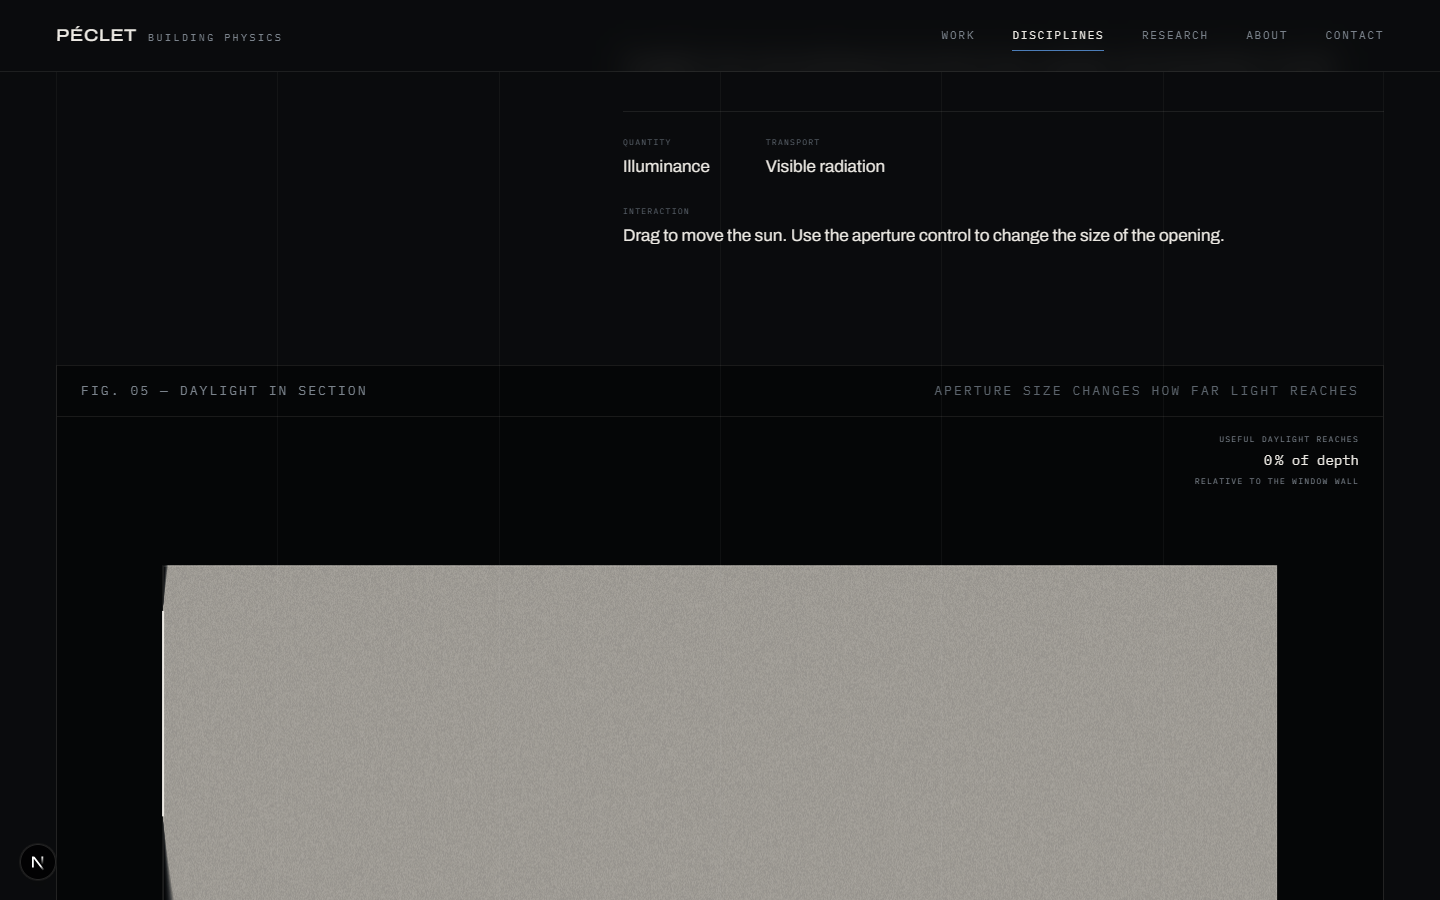 PÉCLET BUILDING PHYSICS
WORK DISCIPLINES RESEARCH ABOUT CONTACT
QUANTITY TRANSPORT
Illuminance Visible radiation
INTERACTION
Drag to move the sun. Use the aperture control to change the size of the opening.
FIG. 05 — DAYLIGHT IN SECTION APERTURE SIZE CHANGES HOW FAR LIGHT REACHES
USEFUL DAYLIGHT REACHES
0% of depth
RELATIVE TO THE WINDOW WALL
N